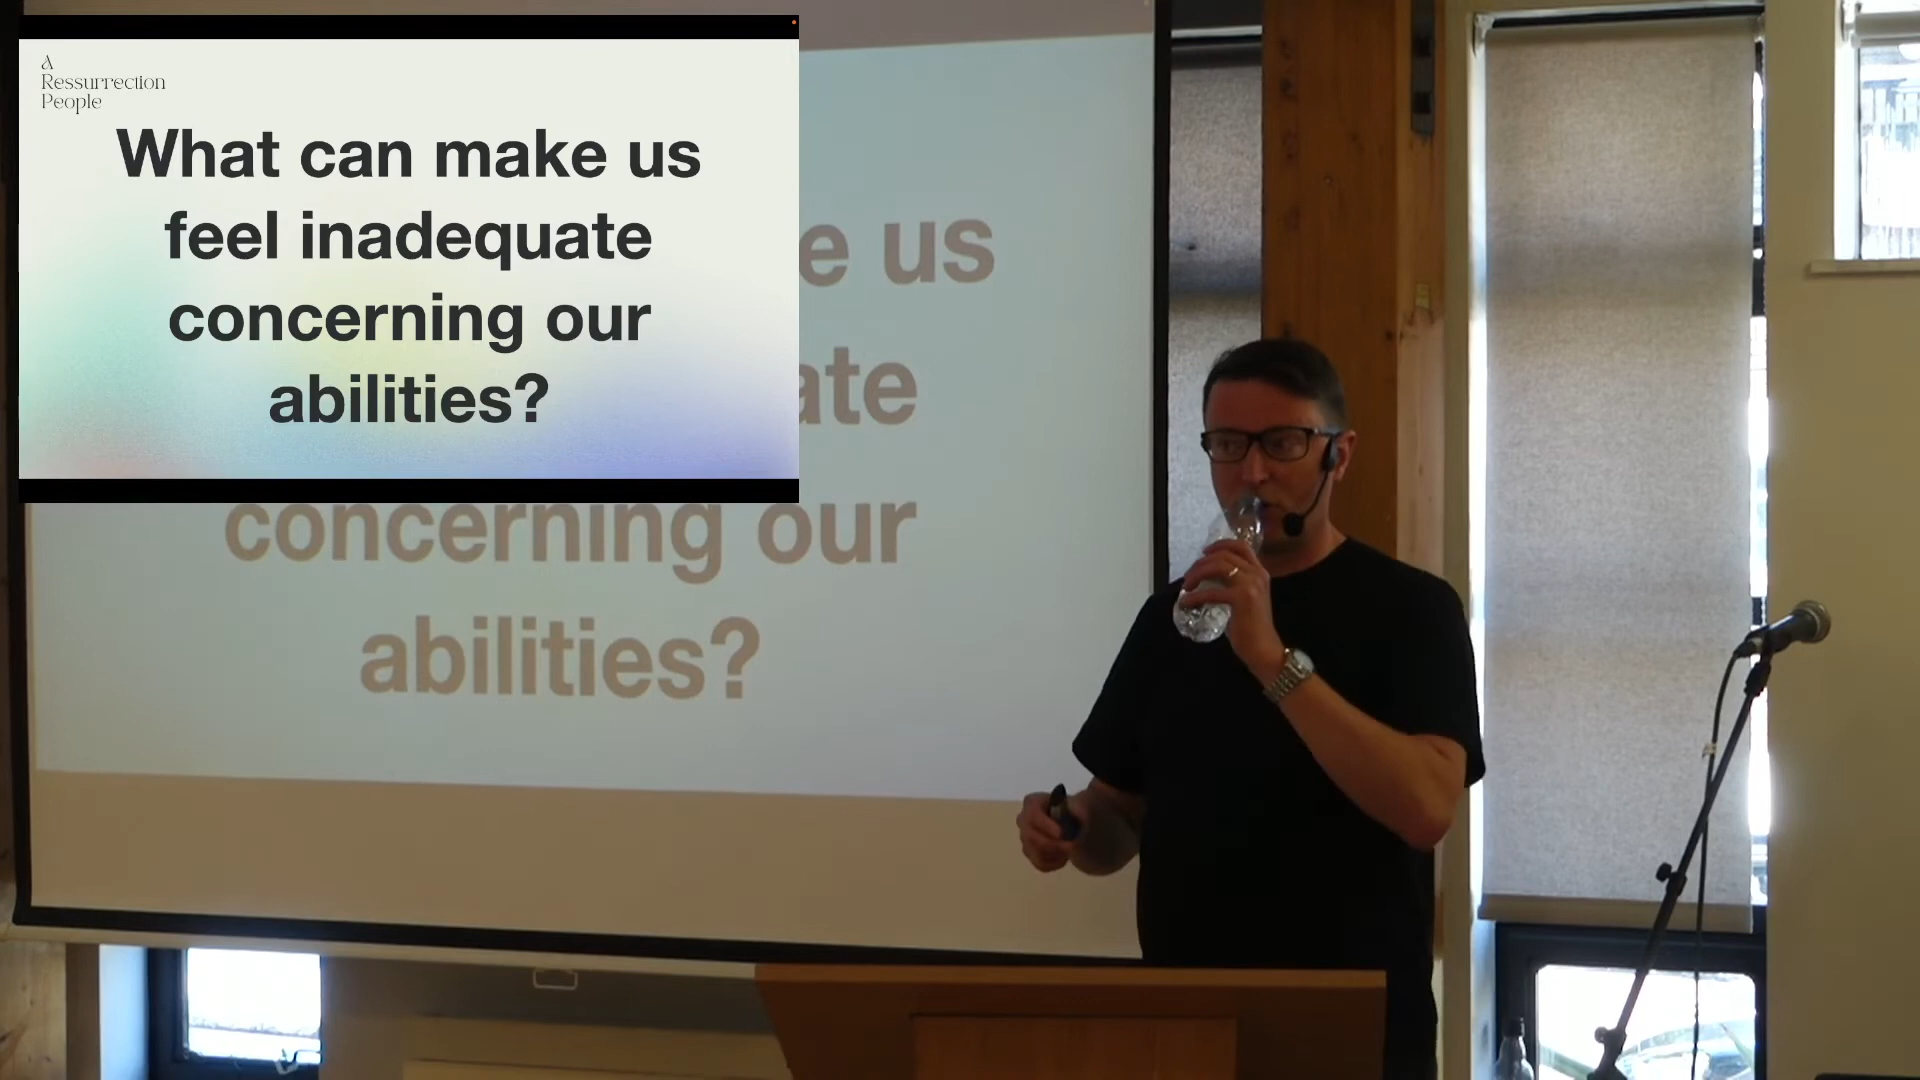 A
Ressurrection
People
What can make us
feel inadequate
concerning our
abilities?
e us
ate
concerning our
abilities?